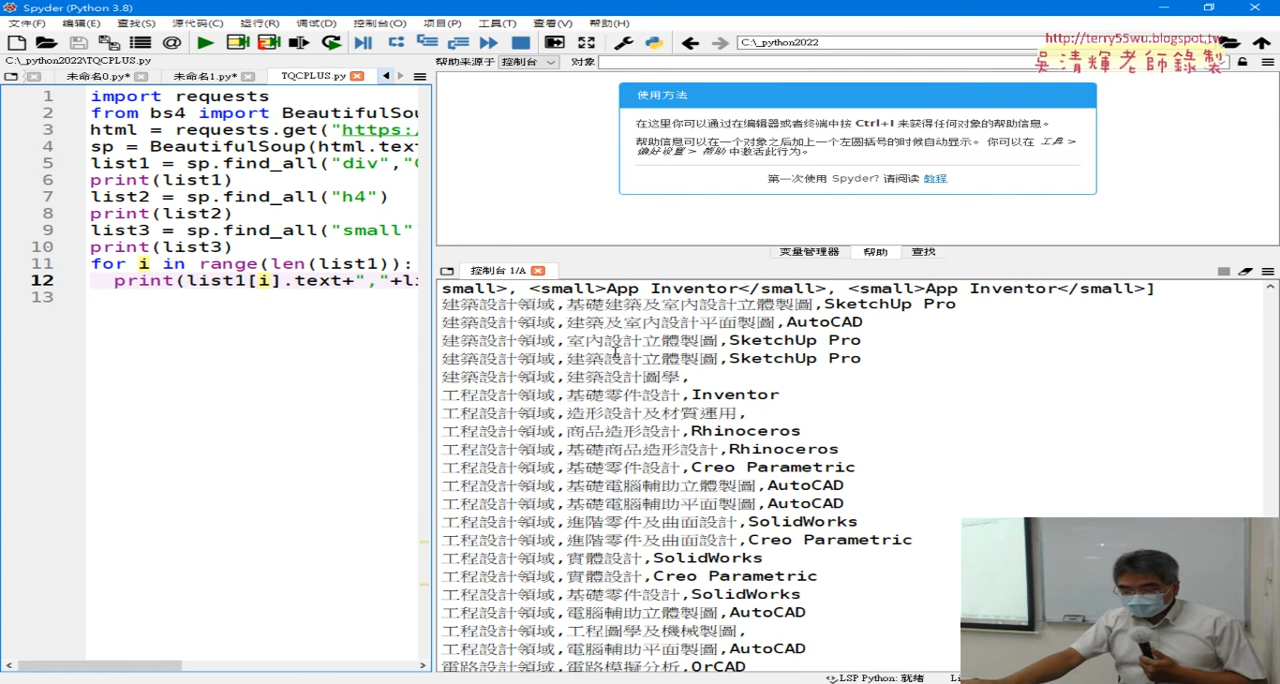 Spyder (Python 3.8)
文件(F) 编辑(E) 查找(S) 源代码(C) 运行(R) 调试(D) 控制台(O) 项目(P) 工具(T) 查看(V) 帮助(H)
C:\_python2022
http://terry55wu.blogspot.tw
吳清輝老師錄製
C:\_python2022\TQCPLUS.py
未命名0.py* 未命名1.py* TQCPLUS.py
帮助来源于 控制台 对象
1 import requests
2 from bs4 import BeautifulSou
3 html = requests.get("https:
4 sp = BeautifulSoup(html.text
5 list1 = sp.find_all("div","
6 print(list1)
7 list2 = sp.find_all("h4")
8 print(list2)
9 list3 = sp.find_all("small"
10 print(list3)
11 for i in range(len(list1)):
12 print(list1[i].text+","+li
13
使用方法
在这里你可以通过在编辑器或者终端中按 Ctrl+I 来获得任何对象的帮助信息。
帮助信息可以在一个对象之后加上一个左圆括号的时候自动显示。 你可以在 工具 >
偏好设置 > 帮助 中激活此行为。
第一次使用 Spyder? 请阅读 教程
变量管理器 帮助 查找
控制台 1/A
small>, <small>App Inventor</small>, <small>App Inventor</small>]
建築設計領域,基礎建築及室內設計立體製圖,SketchUp Pro
建築設計領域,建築及室內設計平面製圖,AutoCAD
建築設計領域,室內設計立體製圖,SketchUp Pro
建築設計領域,建築設計立體製圖,SketchUp Pro
建築設計領域,建築設計圖學,
工程設計領域,基礎零件設計,Inventor
工程設計領域,造形設計及材質運用,
工程設計領域,商品造形設計,Rhinoceros
工程設計領域,基礎商品造形設計,Rhinoceros
工程設計領域,基礎零件設計,Creo Parametric
工程設計領域,基礎電腦輔助立體製圖,AutoCAD
工程設計領域,基礎電腦輔助平面製圖,AutoCAD
工程設計領域,進階零件及曲面設計,SolidWorks
工程設計領域,進階零件及曲面設計,Creo Parametric
工程設計領域,實體設計,SolidWorks
工程設計領域,實體設計,Creo Parametric
工程設計領域,基礎零件設計,SolidWorks
工程設計領域,電腦輔助立體製圖,AutoCAD
工程設計領域,工程圖學及機械製圖,
工程設計領域,電腦輔助平面製圖,AutoCAD
電路設計領域,電路模擬分析,OrCAD
LSP Python: 就绪